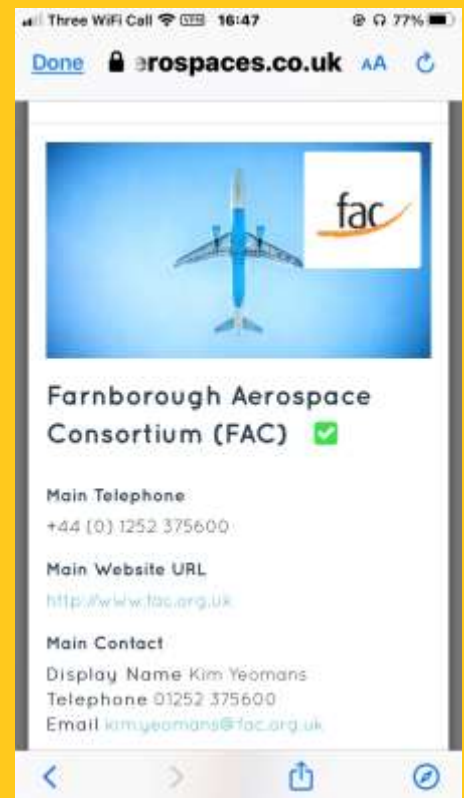 Three WiFi Call 16:47 77%
Done erospaces.co.uk AA
fac
Farnborough Aerospace
Consortium (FAC)
Main Telephone
+44 (0) 1252 375600
Main Website URL
http://www.fac.org.uk
Main Contact
Display Name Kim Yeomans
Telephone 01252 375600
Email kim.yeomans@fac.org.uk